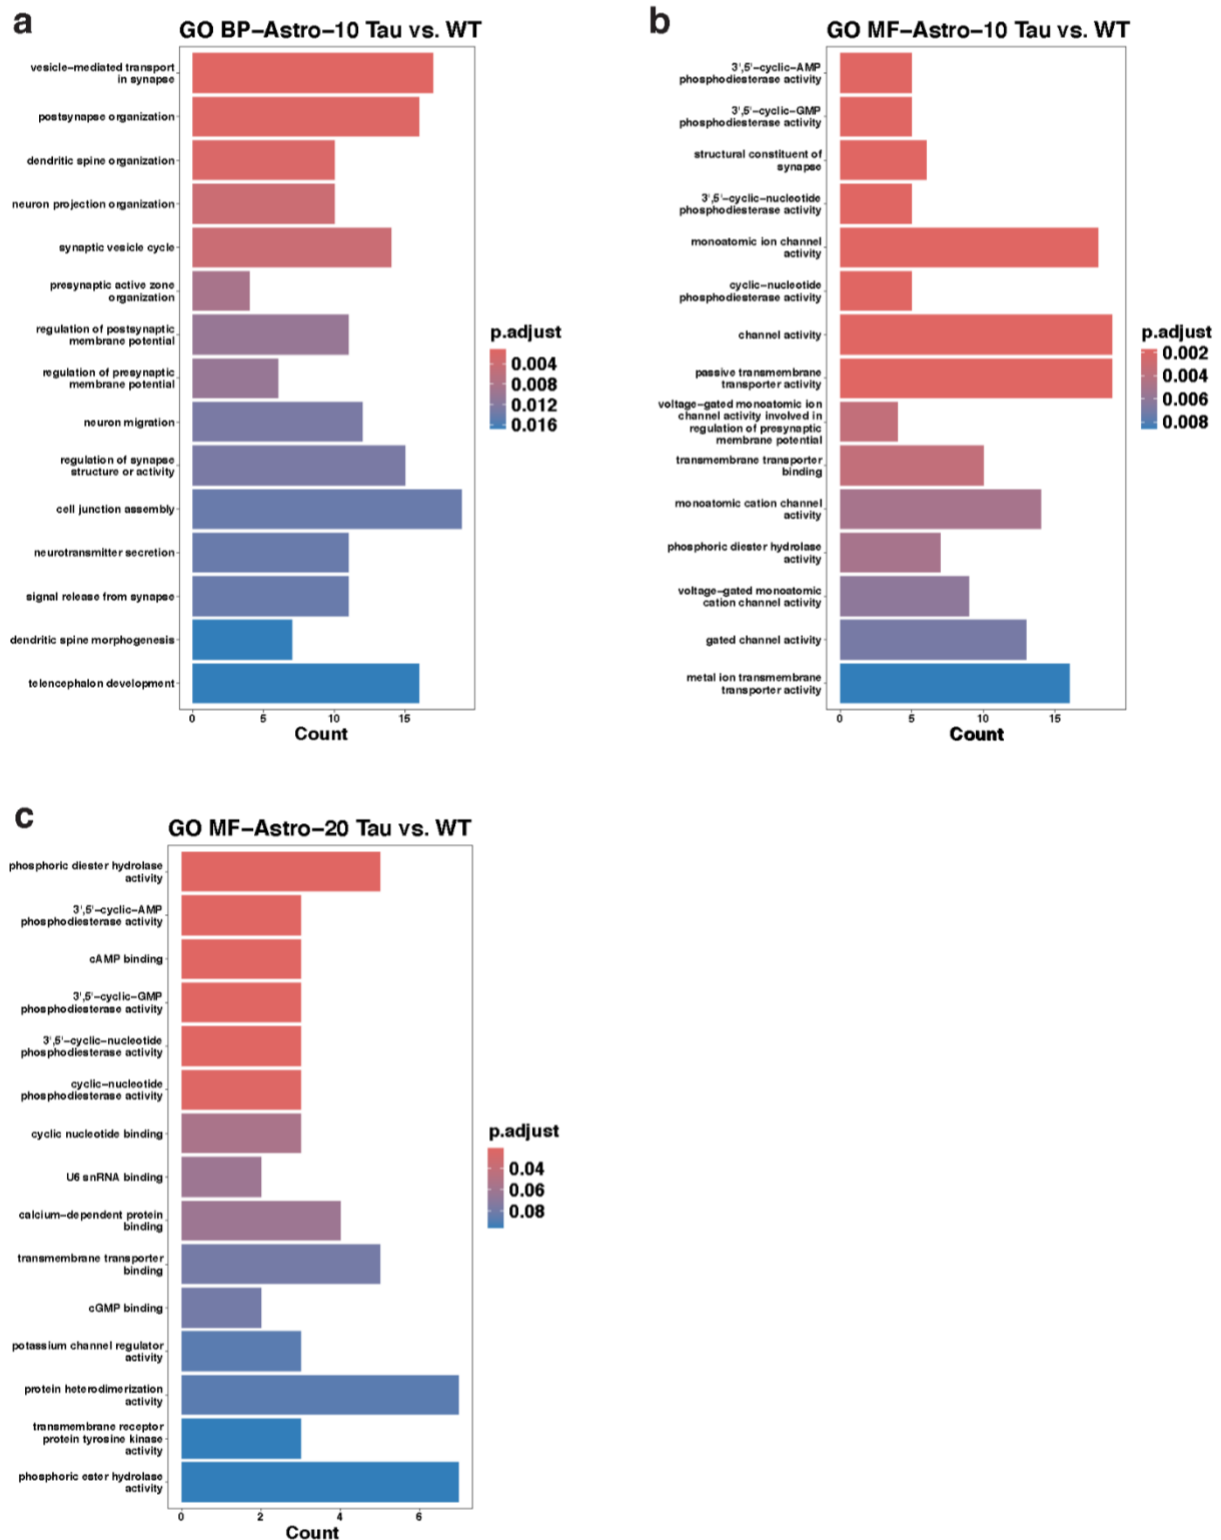 a
GO BP–Astro–10 Tau vs. WT
vesicle–mediated transport
in synapse
postsynapse organization
dendritic spine organization
neuron projection organization
synaptic vesicle cycle
presynaptic active zone
organization
regulation of postsynaptic
membrane potential
regulation of presynaptic
membrane potential
neuron migration
regulation of synapse
structure or activity
cell junction assembly
neurotransmitter secretion
signal release from synapse
dendritic spine morphogenesis
telencephalon development
0 5 10 15
Count
p.adjust
0.004
0.008
0.012
0.016
b
GO MF–Astro–10 Tau vs. WT
3',5'–cyclic–AMP
phosphodiesterase activity
3',5'–cyclic–GMP
phosphodiesterase activity
structural constituent of
synapse
3',5'–cyclic–nucleotide
phosphodiesterase activity
monoatomic ion channel
activity
cyclic–nucleotide
phosphodiesterase activity
channel activity
passive transmembrane
transporter activity
voltage–gated monoatomic ion
channel activity involved in
regulation of presynaptic
membrane potential
transmembrane transporter
binding
monoatomic cation channel
activity
phosphoric diester hydrolase
activity
voltage–gated monoatomic
cation channel activity
gated channel activity
metal ion transmembrane
transporter activity
0 5 10 15
Count
p.adjust
0.002
0.004
0.006
0.008
c
GO MF–Astro–20 Tau vs. WT
phosphoric diester hydrolase
activity
3',5'–cyclic–AMP
phosphodiesterase activity
cAMP binding
3',5'–cyclic–GMP
phosphodiesterase activity
3',5'–cyclic–nucleotide
phosphodiesterase activity
cyclic–nucleotide
phosphodiesterase activity
cyclic nucleotide binding
U6 snRNA binding
calcium–dependent protein
binding
transmembrane transporter
binding
cGMP binding
potassium channel regulator
activity
protein heterodimerization
activity
transmembrane receptor
protein tyrosine kinase
activity
phosphoric ester hydrolase
activity
0 2 4 6
Count
p.adjust
0.04
0.06
0.08